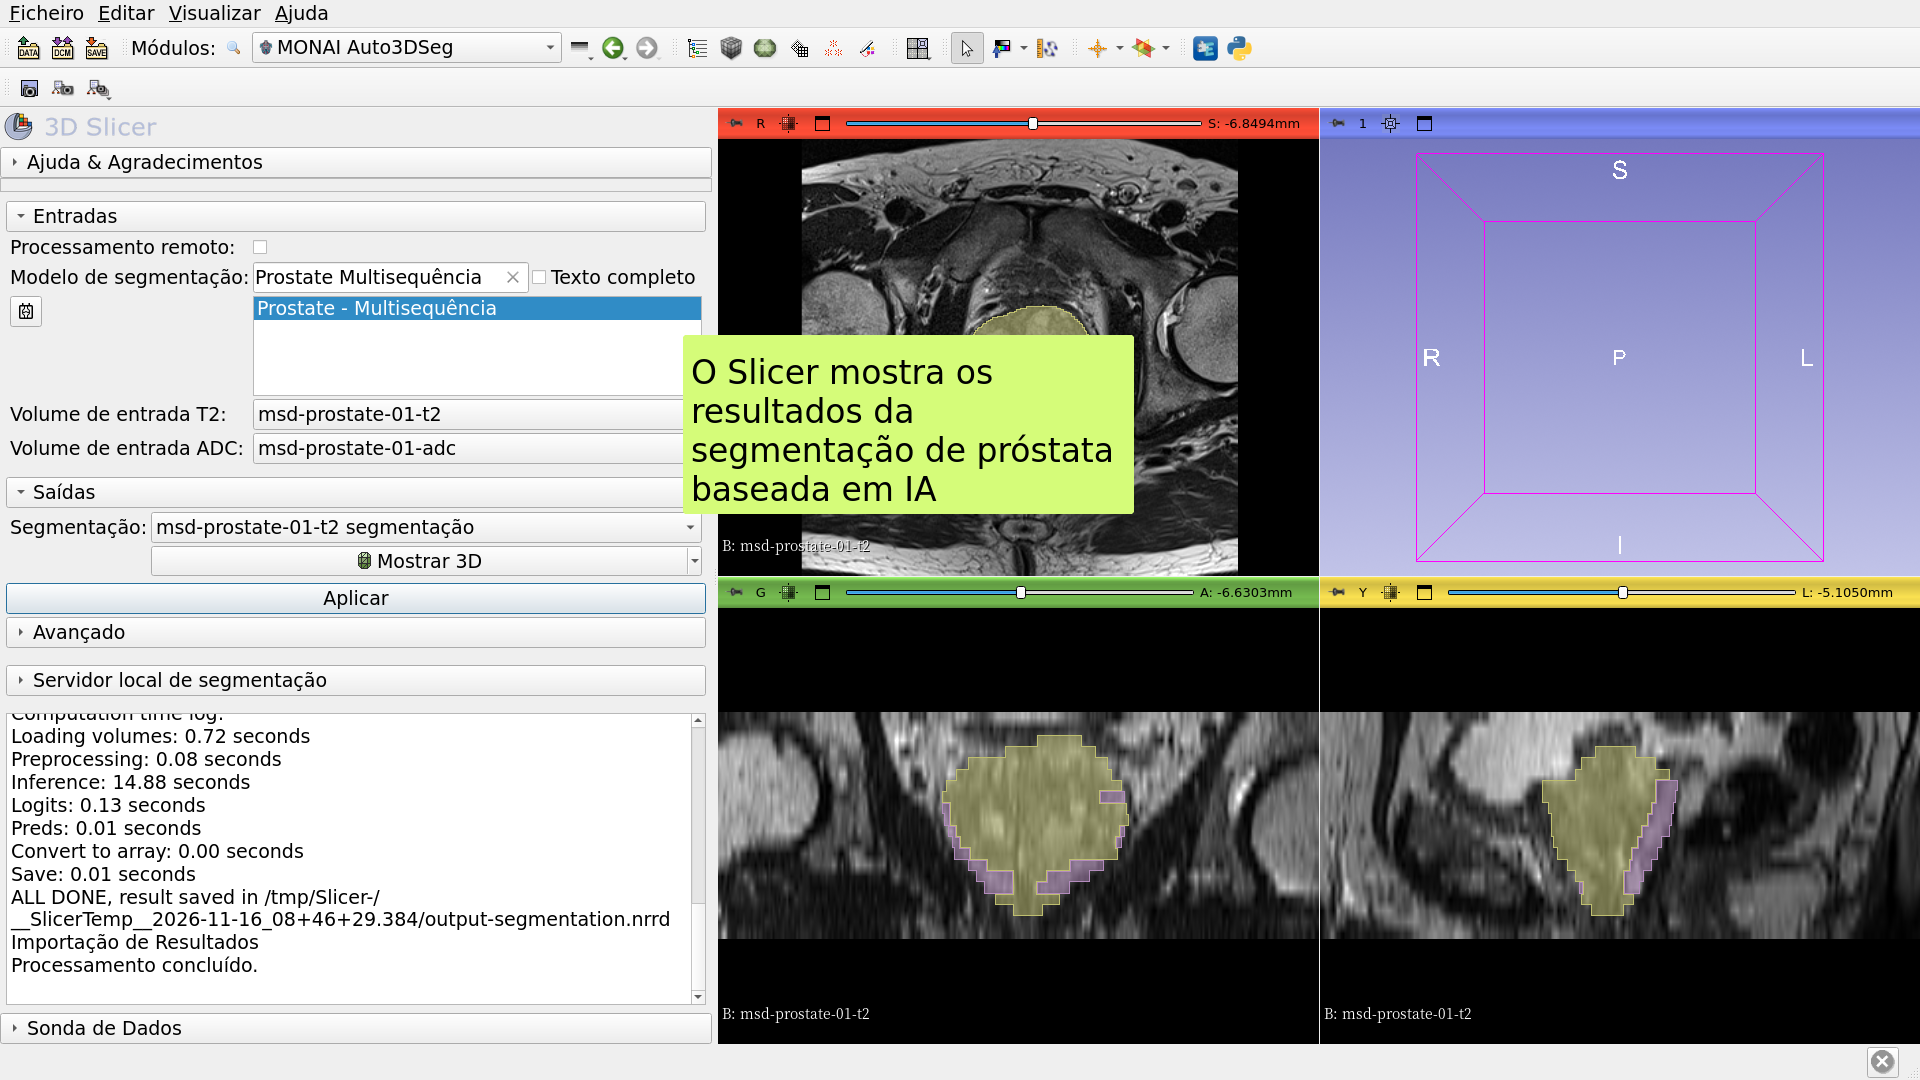 Ficheiro Editar Visualizar Ajuda
DATA DCM SAVE Módulos: MONAI Auto3DSeg
3D Slicer
Ajuda & Agradecimentos
Entradas
Processamento remoto:
Modelo de segmentação: Prostate Multisequência Texto completo
Prostate - Multisequência
Volume de entrada T2: msd-prostate-01-t2
Volume de entrada ADC: msd-prostate-01-adc
Saídas
Segmentação: msd-prostate-01-t2 segmentação
Mostrar 3D
Aplicar
Avançado
Servidor local de segmentação
Computation time log:
Loading volumes: 0.72 seconds
Preprocessing: 0.08 seconds
Inference: 14.88 seconds
Logits: 0.13 seconds
Preds: 0.01 seconds
Convert to array: 0.00 seconds
Save: 0.01 seconds
ALL DONE, result saved in /tmp/Slicer-/
__SlicerTemp__2026-11-16_08+46+29.384/output-segmentation.nrrd
Importação de Resultados
Processamento concluído.
Sonda de Dados
R S: -6.8494mm
O Slicer mostra os
resultados da
segmentação de próstata
baseada em IA
B: msd-prostate-01-t2
1
S
R P L
I
G A: -6.6303mm
B: msd-prostate-01-t2
Y L: -5.1050mm
B: msd-prostate-01-t2